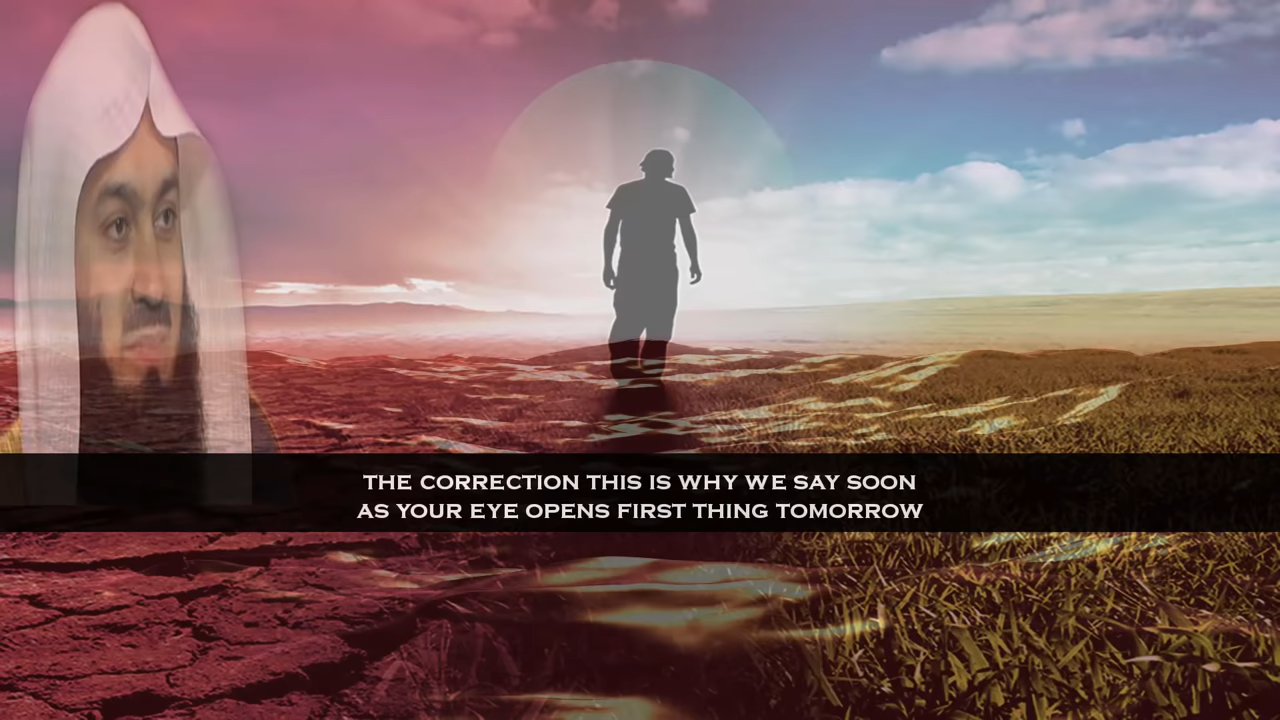 THE CORRECTION THIS IS WHY WE SAY SOON
AS YOUR EYE OPENS FIRST THING TOMORROW